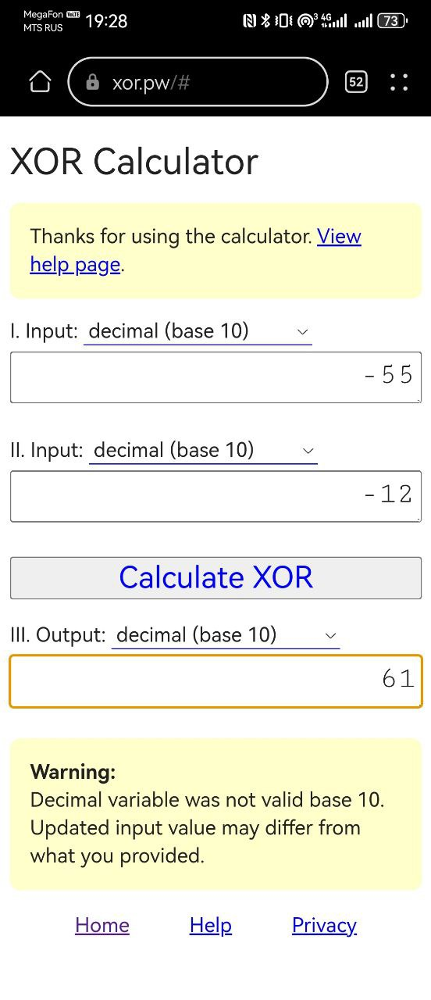 MegaFon VoLTE 19:28 3 4G 73
MTS RUS
xor.pw/# 52
XOR Calculator
Thanks for using the calculator. View
help page.
I. Input: decimal (base 10)
-55
II. Input: decimal (base 10)
-12
Calculate XOR
III. Output: decimal (base 10)
61
Warning:
Decimal variable was not valid base 10.
Updated input value may differ from
what you provided.
Home Help Privacy